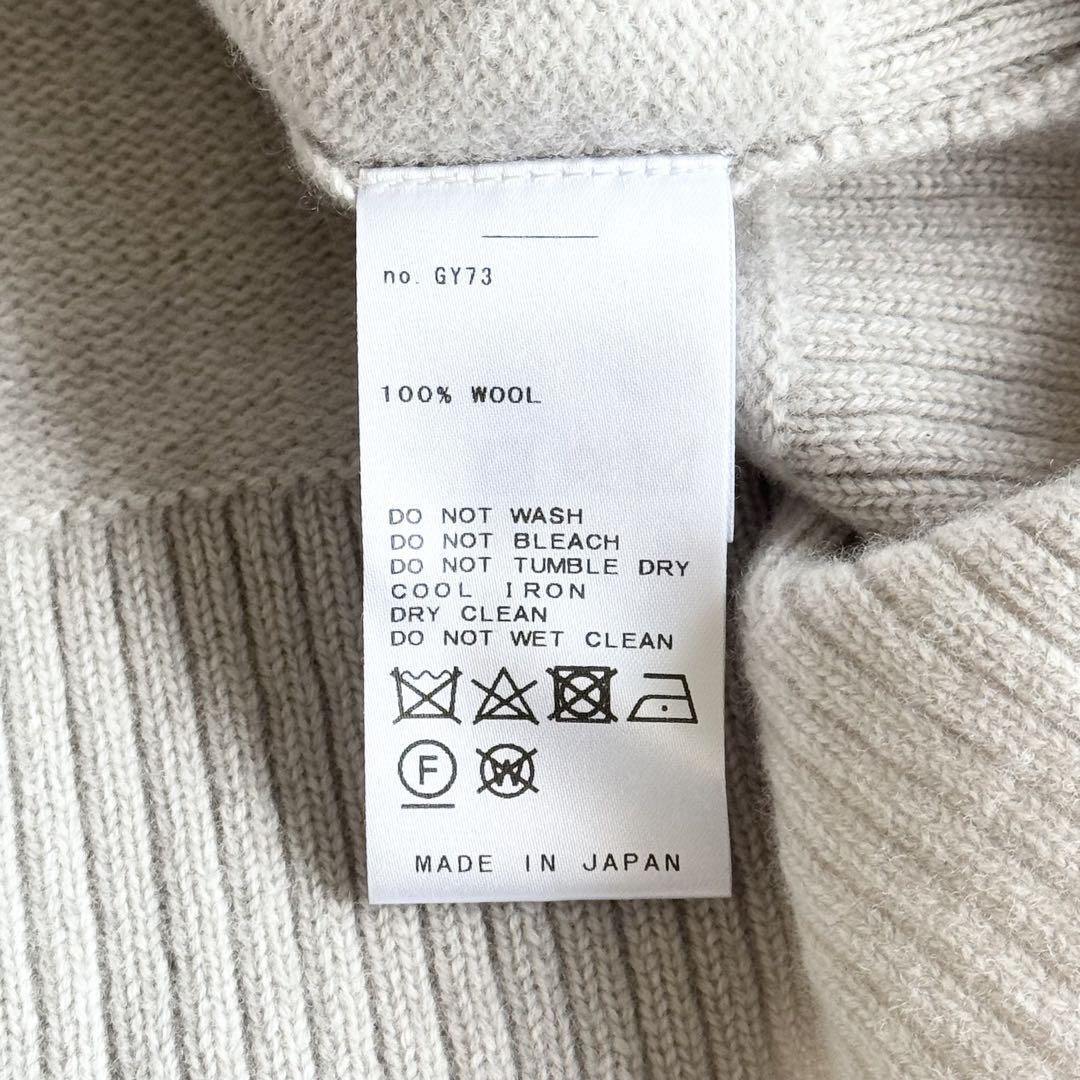 no. GY73
100% WOOL
DO NOT WASH
DO NOT BLEACH
DO NOT TUMBLE DRY
COOL IRON
DRY CLEAN
DO NOT WET CLEAN
F W
MADE IN JAPAN